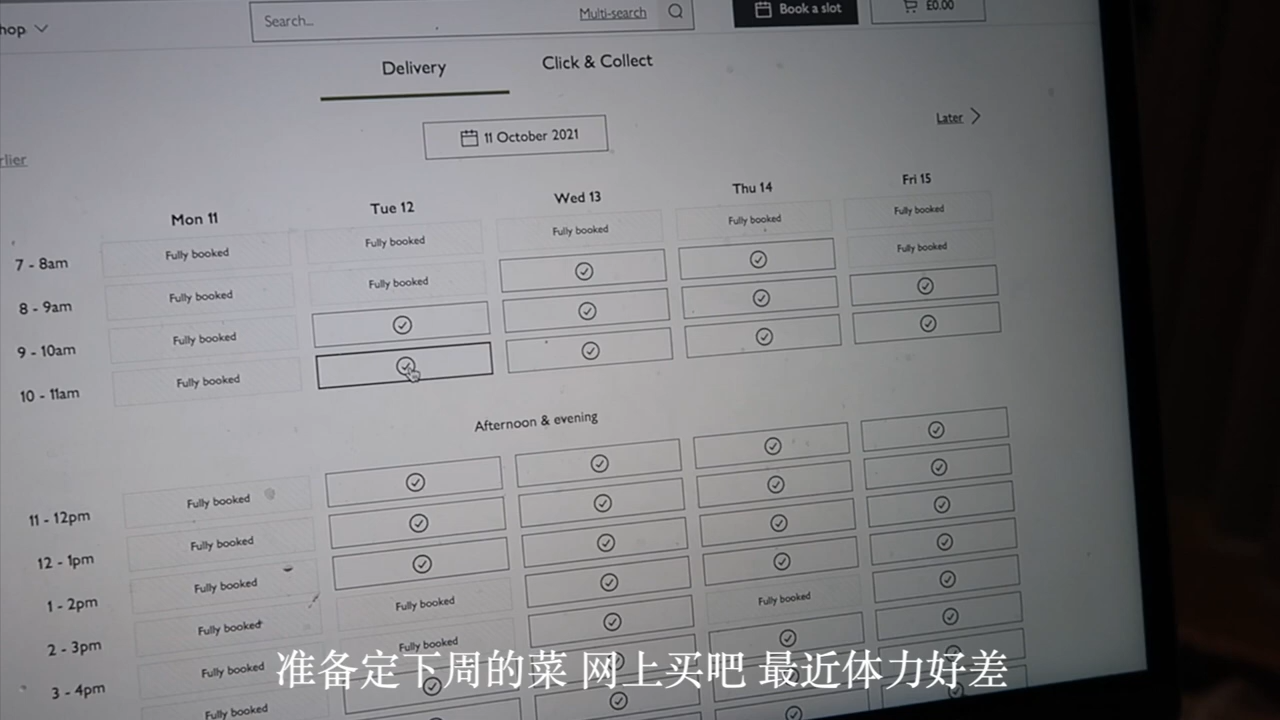 hop Search... Multi-search Book a slot £0.00
Delivery Click & Collect
11 October 2021
rlier Later
Mon 11 Tue 12 Wed 13 Thu 14 Fri 15
7 - 8am Fully booked Fully booked Fully booked Fully booked Fully booked
8 - 9am Fully booked Fully booked Fully booked
9 - 10am Fully booked
10 - 11am Fully booked
Afternoon & evening
11 - 12pm Fully booked
12 - 1pm Fully booked
1 - 2pm Fully booked
2 - 3pm Fully booked Fully booked Fully booked
3 - 4pm Fully booked Fully booked
Fully booked
准备定下周的菜 网上买吧 最近体力好差